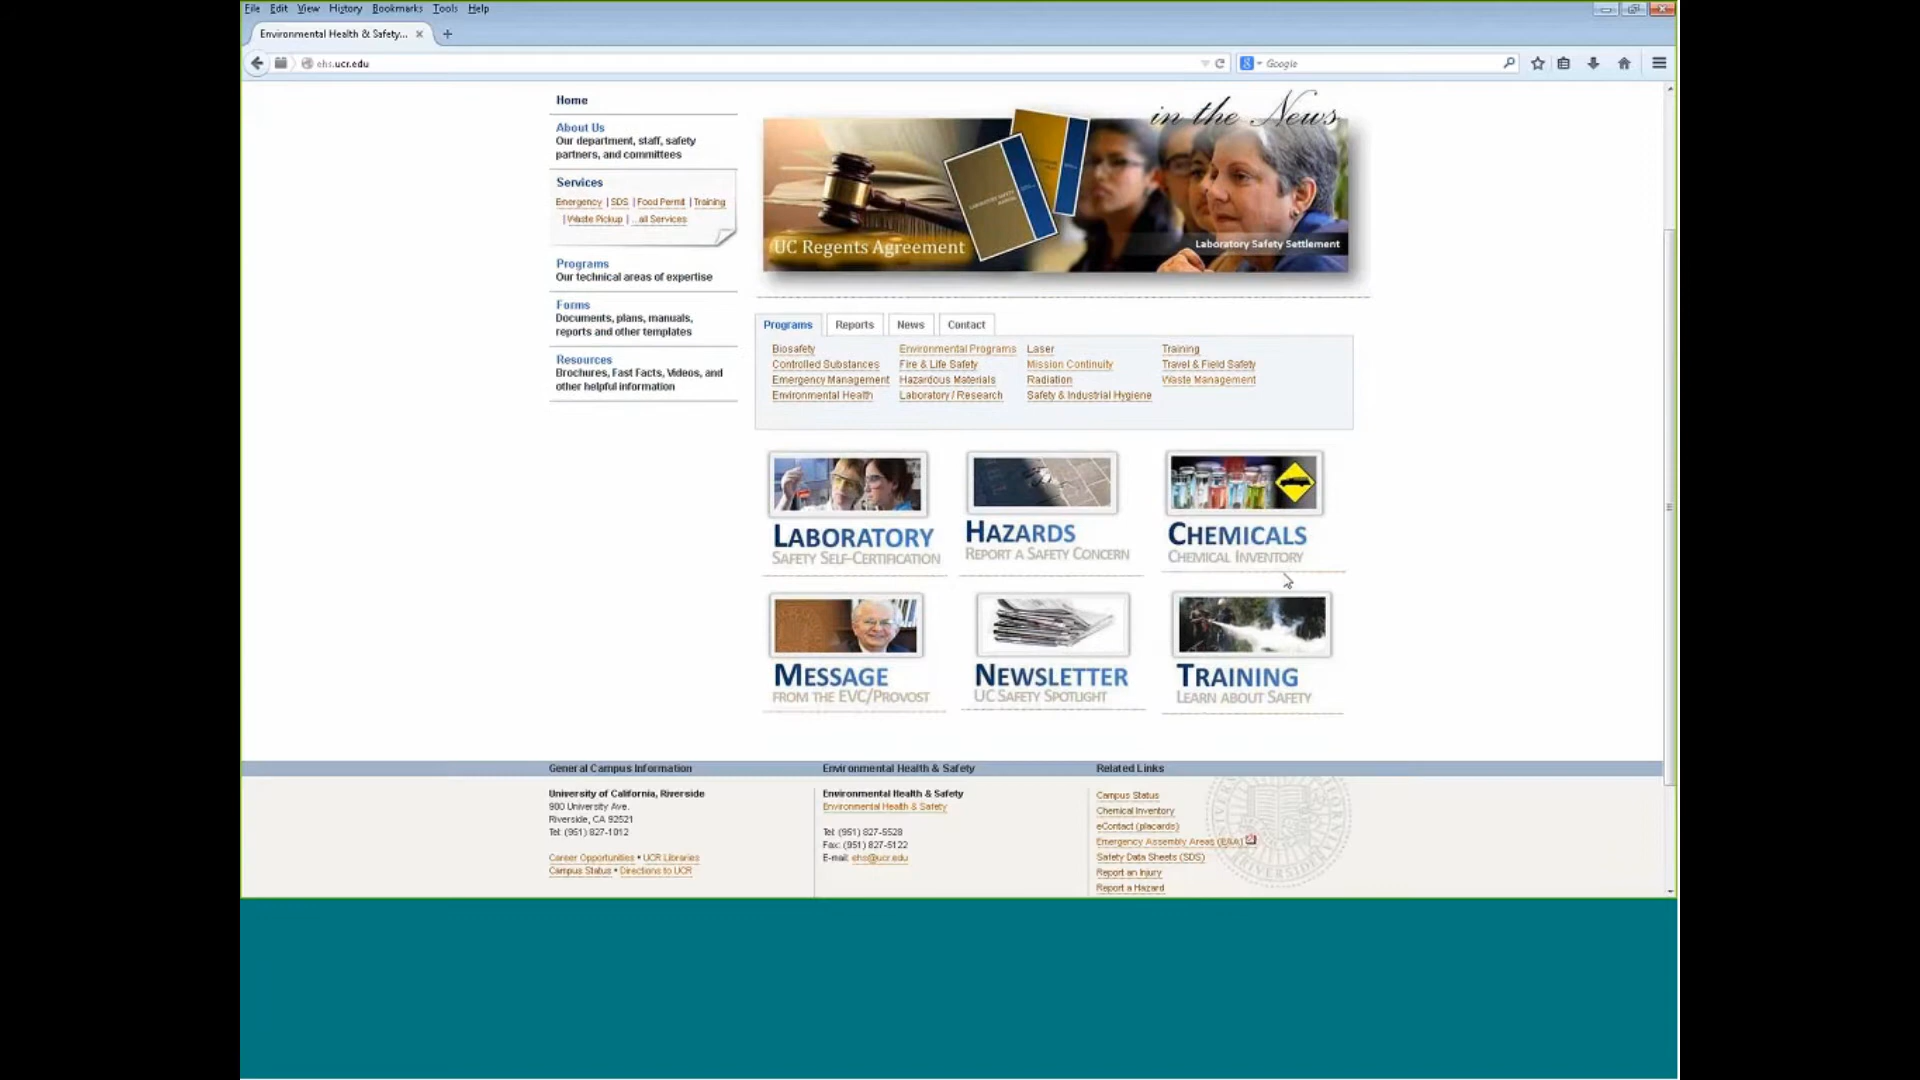 File Edit View History Bookmarks Tools Help
Environmental Health & Safety...
ehs.ucr.edu
Google
Home
About Us
Our department, staff, safety
partners, and committees
Services
Emergency | SDS | Food Permit | Training
| Waste Pickup | ...all Services
Programs
Our technical areas of expertise
Forms
Documents, plans, manuals,
reports and other templates
Resources
Brochures, Fast Facts, Videos, and
other helpful information
in the News
UC Regents Agreement
Laboratory Safety Settlement
Programs Reports News Contact
Biosafety Environmental Programs Laser Training
Controlled Substances Fire & Life Safety Mission Continuity Travel & Field Safety
Emergency Management Hazardous Materials Radiation Waste Management
Environmental Health Laboratory / Research Safety & Industrial Hygiene
LABORATORY
SAFETY SELF-CERTIFICATION
HAZARDS
REPORT A SAFETY CONCERN
CHEMICALS
CHEMICAL INVENTORY
MESSAGE
FROM THE EVC/PROVOST
NEWSLETTER
UC SAFETY SPOTLIGHT
TRAINING
LEARN ABOUT SAFETY
General Campus Information
University of California, Riverside
900 University Ave.
Riverside, CA 92521
Tel: (951) 827-1012
Career Opportunities • UCR Libraries
Campus Status • Directions to UCR
Environmental Health & Safety
Environmental Health & Safety
Environmental Health & Safety
Tel: (951) 827-5528
Fax: (951) 827-5122
E-mail: ehs@ucr.edu
Related Links
Campus Status
Chemical Inventory
eContact (placards)
Emergency Assembly Areas (EAA)
Safety Data Sheets (SDS)
Report an Injury
Report a Hazard